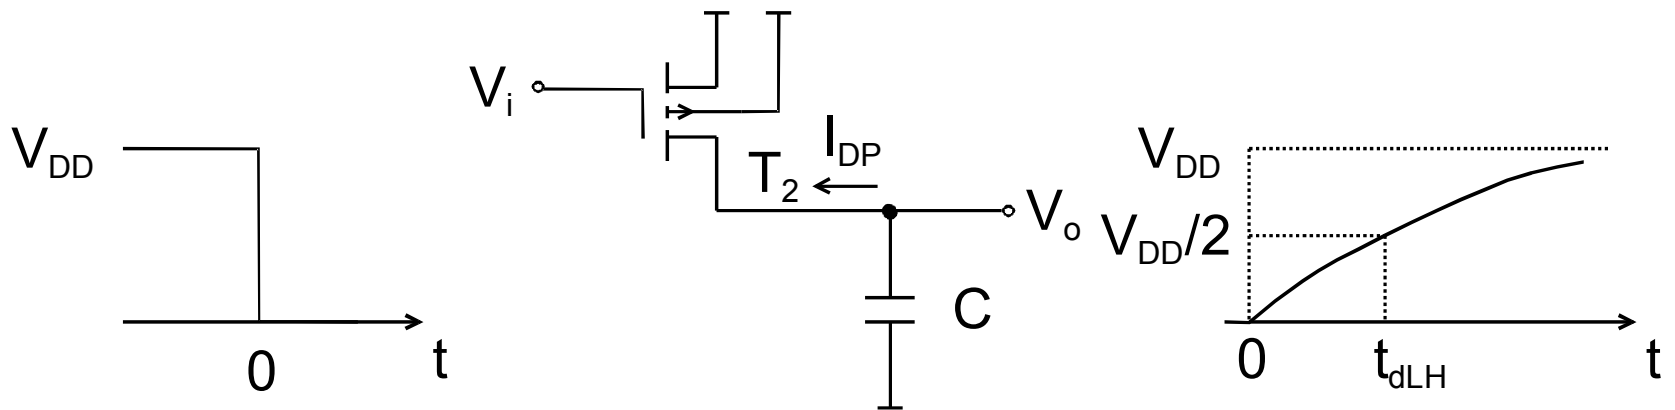 V_DD
0
t
V_i
T_2
I_DP
V_o
C
V_DD
V_DD/2
0
t_dLH
t